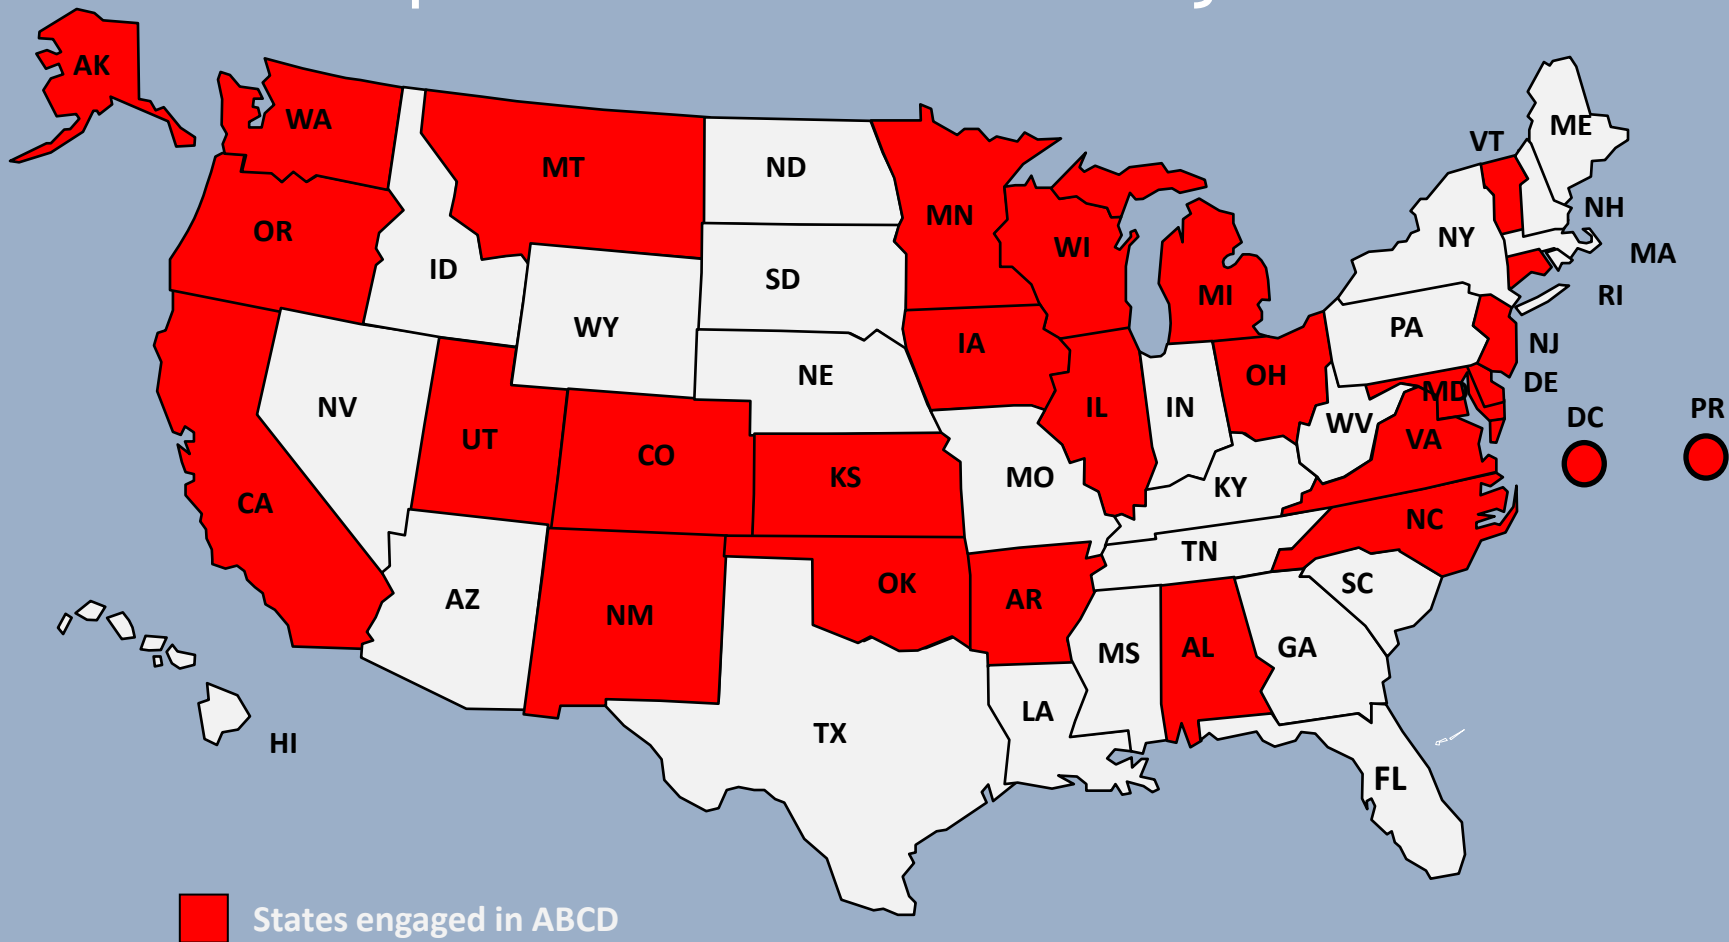 AK
WA
MT
ND
MN
VT
ME
OR
ID
SD
WI
MI
NY
NH
MA
RI
WY
IA
PA
NJ
NE
OH
DE
NV
UT
CO
KS
MO
IL
IN
WV
MD
VA
DC
PR
CA
KY
NC
AZ
NM
OK
AR
TN
SC
MS
AL
GA
HI
TX
LA
FL
States engaged in ABCD